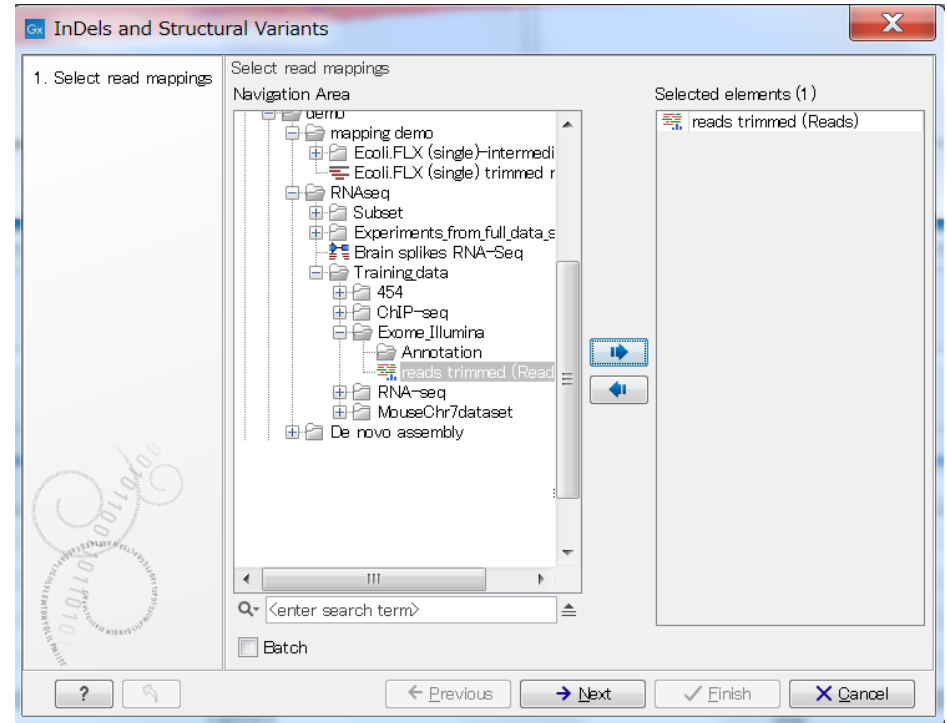 Gx InDels and Structural Variants
X
1. Select read mappings
Select read mappings
Navigation Area
demo
mapping demo
Ecoli.FLX (single)-intermedi
Ecoli.FLX (single) trimmed r
RNAseq
Subset
Experiments_from_full_data_s
Brain splikes RNA-Seq
Training_data
454
ChIP-seq
Exome_Illumina
Annotation
reads trimmed (Read
RNA-seq
MouseChr7dataset
De novo assembly
<enter search term>
Batch
Selected elements (1)
reads trimmed (Reads)
?
Previous
Next
Finish
Cancel